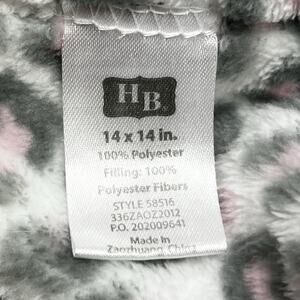 HB
14 x 14 in.
100% Polyester
Filling: 100%
Polyester Fibers
STYLE 58516
336ZAOZ2012
P.O. 202009641
Made in
Zaozhuang, China